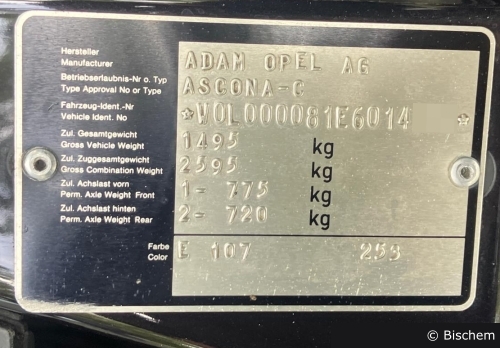 Hersteller
Manufacturer
ADAM OPEL AG
Betriebserlaubnis-Nr o. Typ
Type Approval No or Type
ASCONA-C
Fahrzeug-Ident.-Nr
Vehicle Ident. No
*W0L000081E6014 *
Zul. Gesamtgewicht
Gross Vehicle Weight
1495 kg
Zul. Zuggesamtgewicht
Gross Combination Weight
2595 kg
Zul. Achslast vorn
Perm. Axle Weight Front
1- 775 kg
Zul. Achslast hinten
Perm. Axle Weight Rear
2- 720 kg
Farbe
Color
E 107 253
© Bischem